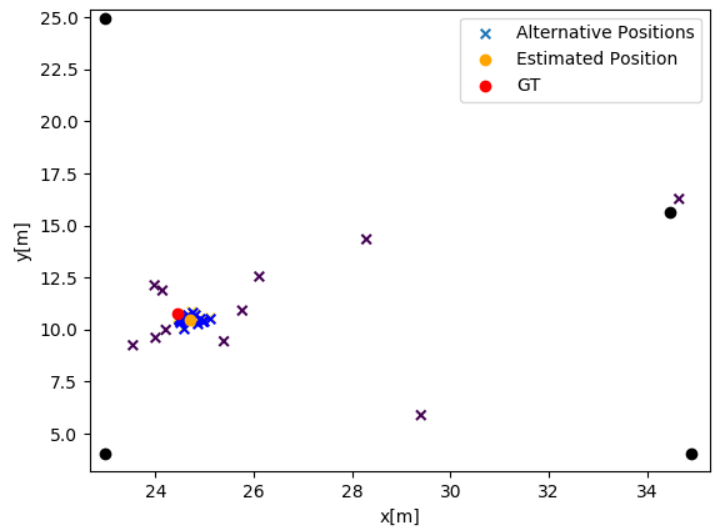 25.0
22.5
20.0
17.5
15.0
12.5
10.0
7.5
5.0
y[m]
Alternative Positions
Estimated Position
GT
24 26 28 30 32 34
x[m]